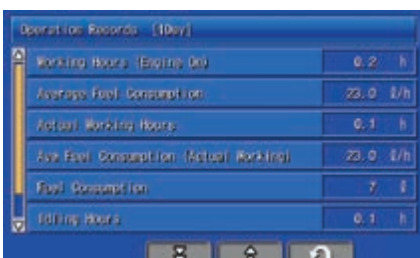 Operation Records [1Day]
Working Hours (Engine On) 0.2 h
Average Fuel Consumption 23.0 ℓ/h
Actual Working Hours 0.1 h
Ave Fuel Consumption (Actual Working) 23.0 ℓ/h
Fuel Consumption 7 ℓ
Idling Hours 0.1 h